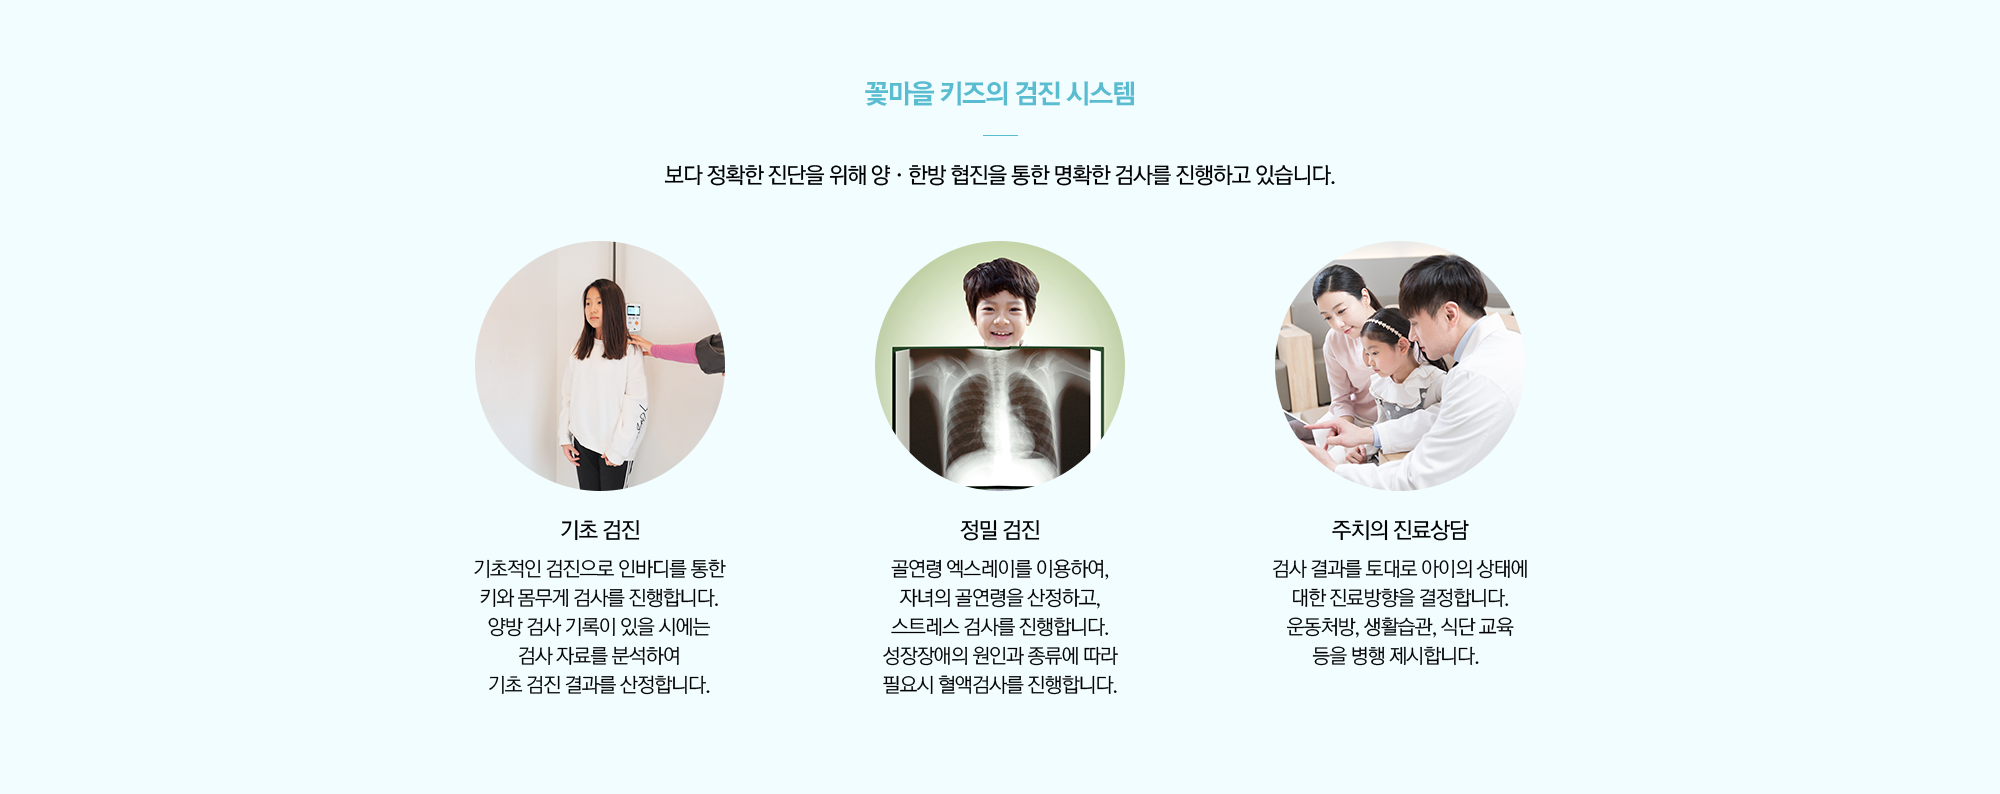 꽃마을 키즈의 검진 시스템
보다 정확한 진단을 위해 양 · 한방 협진을 통한 명확한 검사를 진행하고 있습니다.
기초 검진
기초적인 검진으로 인바디를 통한
키와 몸무게 검사를 진행합니다.
양방 검사 기록이 있을 시에는
검사 자료를 분석하여
기초 검진 결과를 산정합니다.
정밀 검진
골연령 엑스레이를 이용하여,
자녀의 골연령을 산정하고,
스트레스 검사를 진행합니다.
성장장애의 원인과 종류에 따라
필요시 혈액검사를 진행합니다.
주치의 진료상담
검사 결과를 토대로 아이의 상태에
대한 진료방향을 결정합니다.
운동처방, 생활습관, 식단 교육
등을 병행 제시합니다.